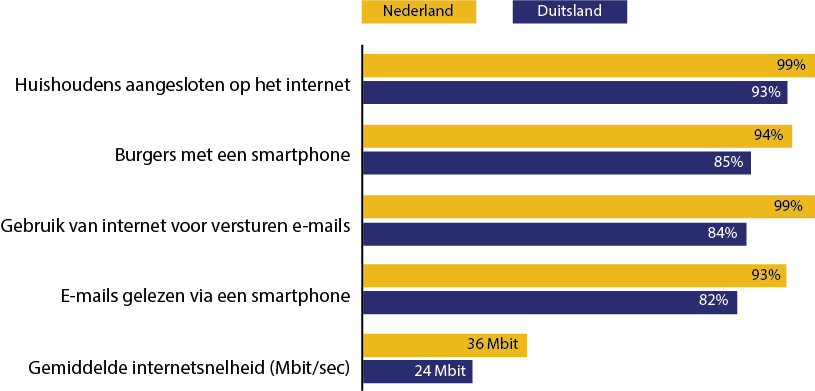 Nederland Duitsland
Huishoudens aangesloten op het internet
99%
93%
Burgers met een smartphone
94%
85%
Gebruik van internet voor versturen e-mails
99%
84%
E-mails gelezen via een smartphone
93%
82%
Gemiddelde internetsnelheid (Mbit/sec)
36 Mbit
24 Mbit